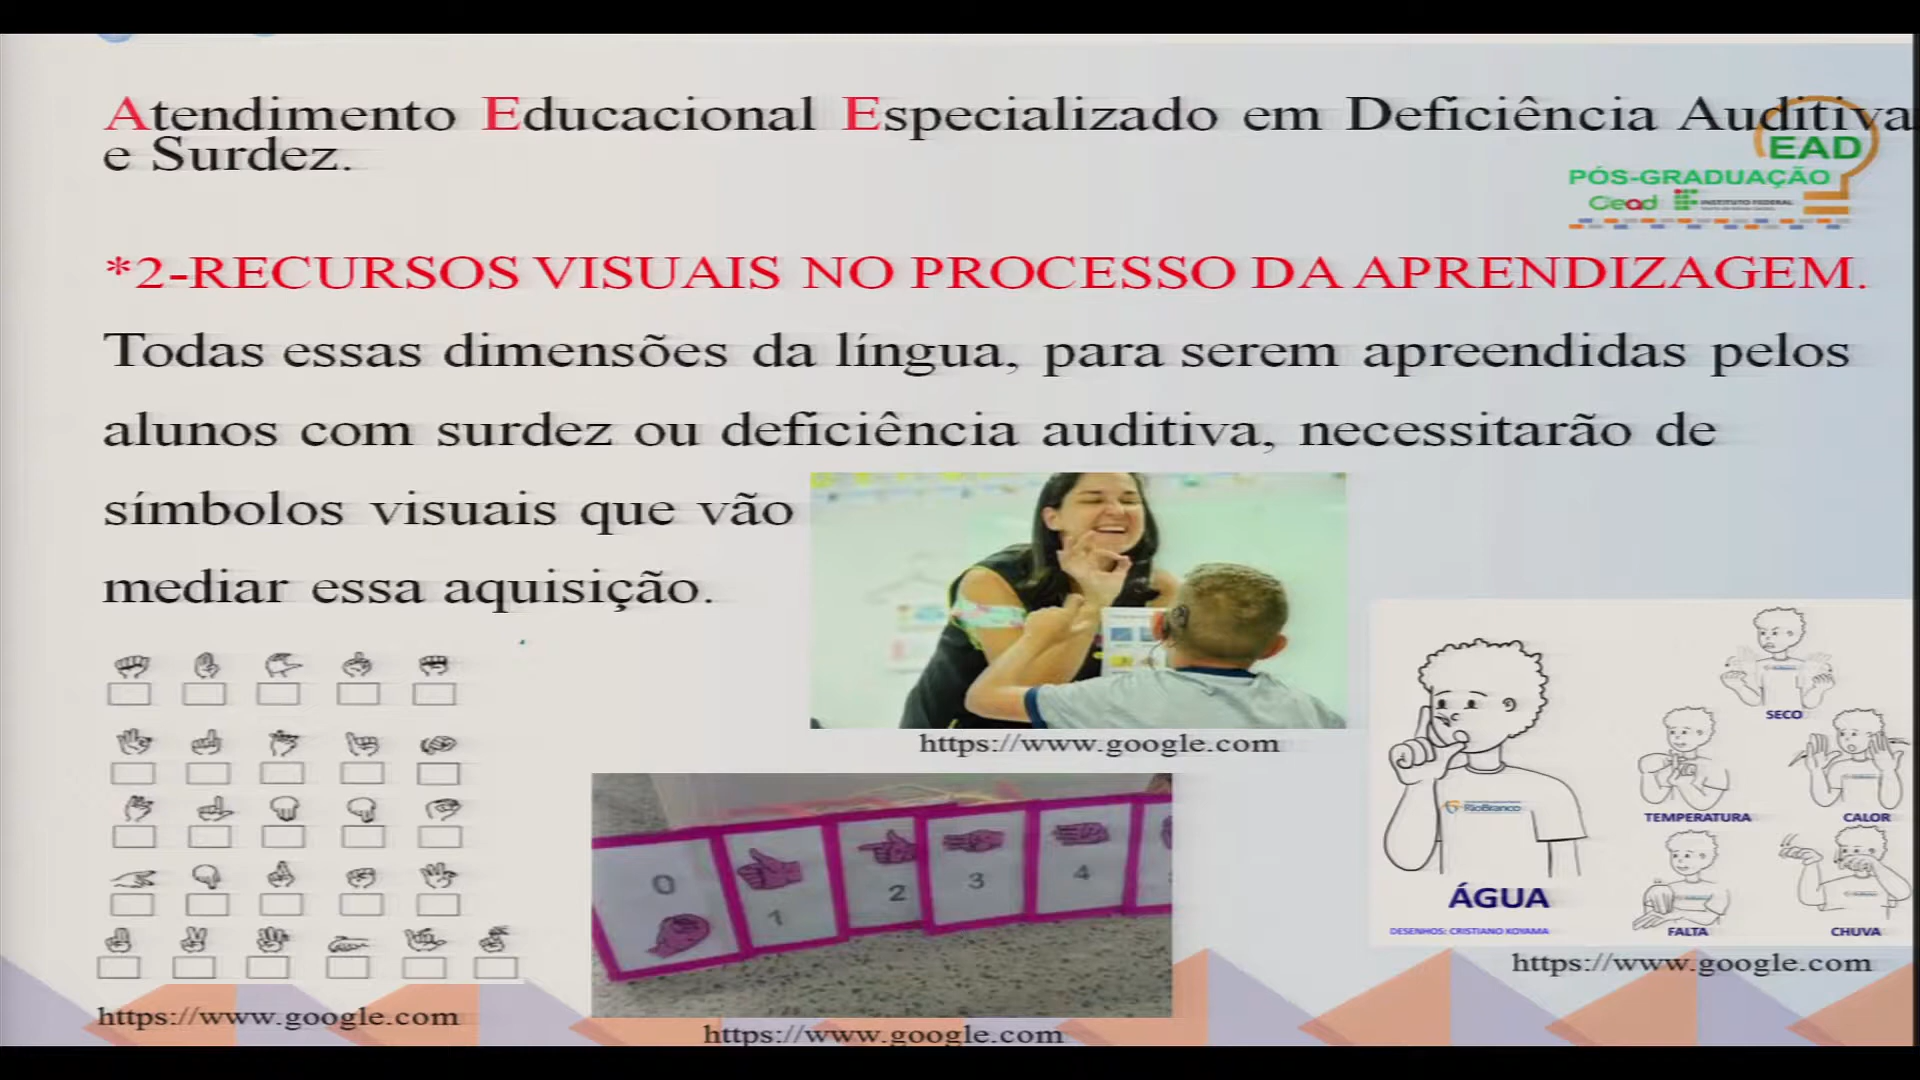 Atendimento Educacional Especializado em Deficiência Auditiva
e Surdez.
EAD
PÓS-GRADUAÇÃO
Cead
INSTITUTO FEDERAL
*2-RECURSOS VISUAIS NO PROCESSO DA APRENDIZAGEM.
Todas essas dimensões da língua, para serem apreendidas pelos
alunos com surdez ou deficiência auditiva, necessitarão de
símbolos visuais que vão
mediar essa aquisição.
https://www.google.com
SECO
TEMPERATURA
CALOR
RioBranco
ÁGUA
FALTA
CHUVA
DESENHOS: CRISTIANO KOYAMA
https://www.google.com
0
1
2
3
4
https://www.google.com
https://www.google.com